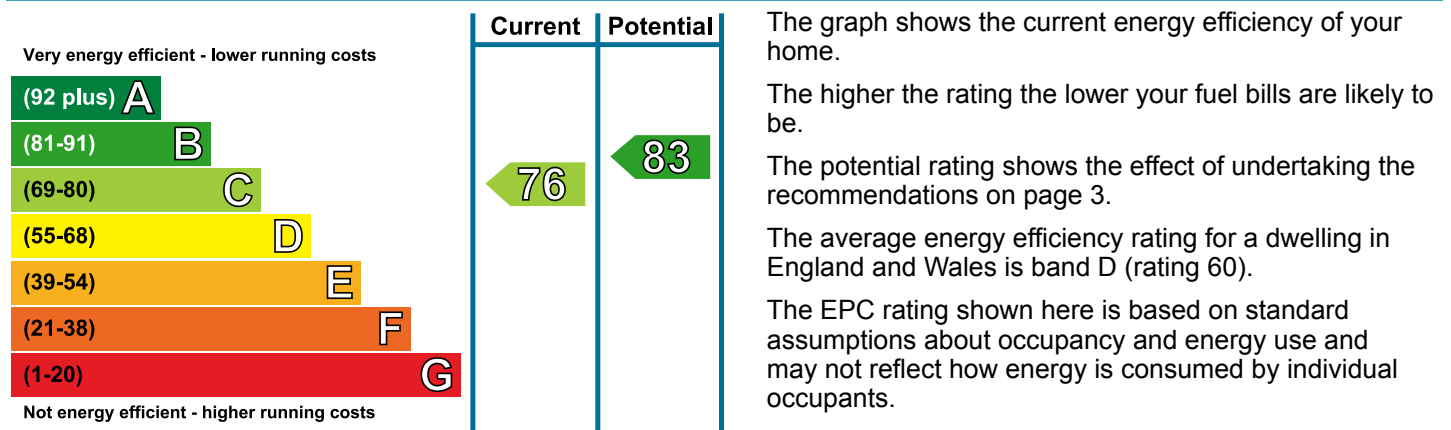 Current Potential
Very energy efficient - lower running costs
(92 plus) A
(81-91) B
(69-80) C
(55-68) D
(39-54) E
(21-38) F
(1-20) G
Not energy efficient - higher running costs
76
83
The graph shows the current energy efficiency of your
home.
The higher the rating the lower your fuel bills are likely to
be.
The potential rating shows the effect of undertaking the
recommendations on page 3.
The average energy efficiency rating for a dwelling in
England and Wales is band D (rating 60).
The EPC rating shown here is based on standard
assumptions about occupancy and energy use and
may not reflect how energy is consumed by individual
occupants.